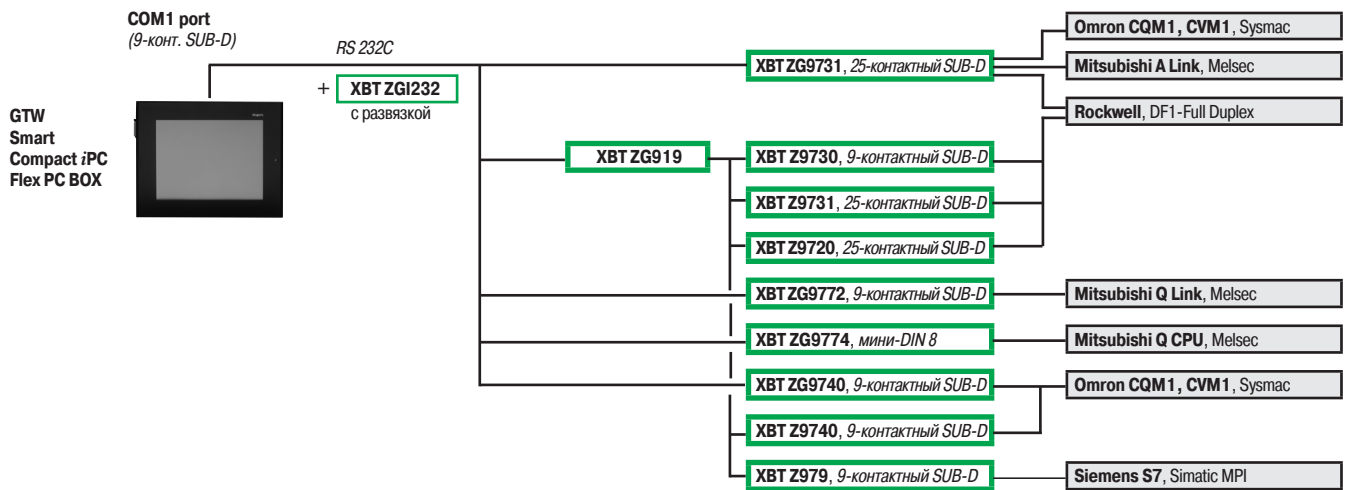 COM1 port
(9-конт. SUB-D)
RS 232C
+ XBT ZGI232
с развязкой
GTW
Smart
Compact iPC
Flex PC BOX
XBT ZG9731, 25-контактный SUB-D
Omron CQM1, CVM1, Sysmac
Mitsubishi A Link, Melsec
Rockwell, DF1-Full Duplex
XBT ZG919
XBT Z9730, 9-контактный SUB-D
XBT Z9731, 25-контактный SUB-D
XBT Z9720, 25-контактный SUB-D
XBT ZG9772, 9-контактный SUB-D
Mitsubishi Q Link, Melsec
XBT ZG9774, мини-DIN 8
Mitsubishi Q CPU, Melsec
XBT ZG9740, 9-контактный SUB-D
Omron CQM1, CVM1, Sysmac
XBT Z9740, 9-контактный SUB-D
XBT Z979, 9-контактный SUB-D
Siemens S7, Simatic MPI